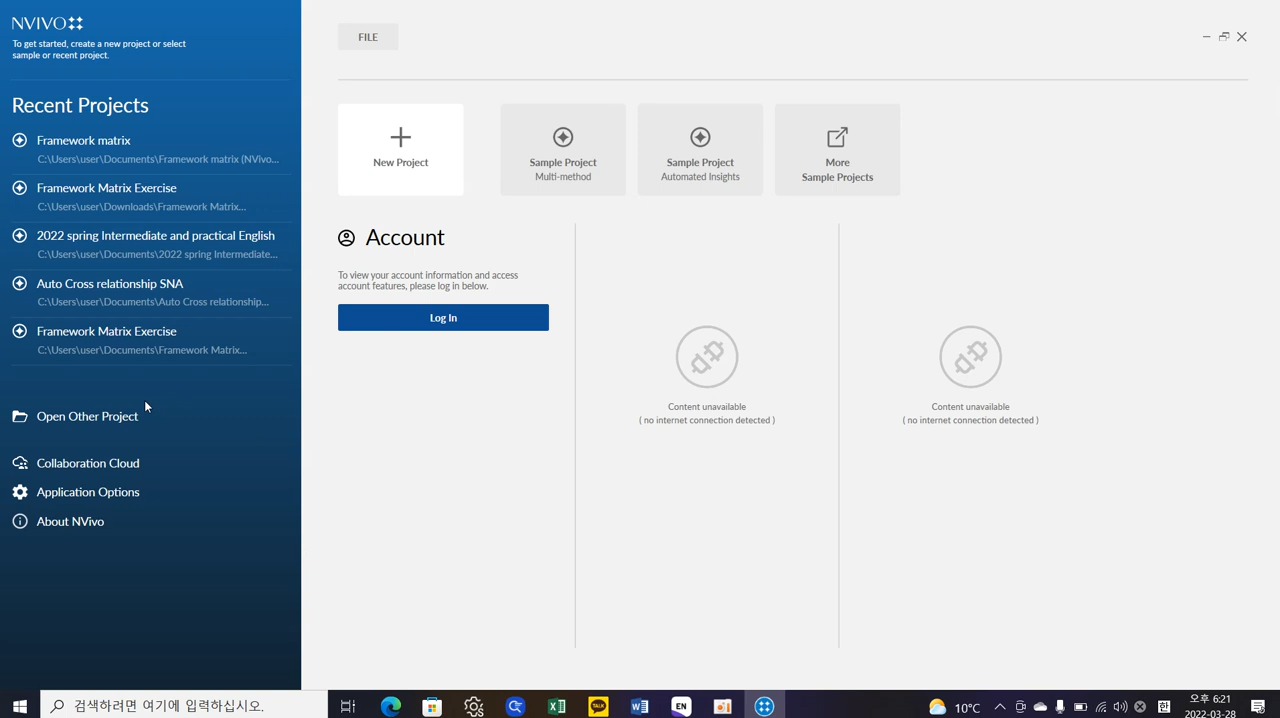 NVIVO
To get started, create a new project or select
sample or recent project.
Recent Projects
Framework matrix
C:\Users\user\Documents\Framework matrix (NVivo...
Framework Matrix Exercise
C:\Users\user\Downloads\Framework Matrix...
2022 spring Intermediate and practical English
C:\Users\user\Documents\2022 spring Intermediate...
Auto Cross relationship SNA
C:\Users\user\Documents\Auto Cross relationship...
Framework Matrix Exercise
C:\Users\user\Documents\Framework Matrix...
Open Other Project
Collaboration Cloud
Application Options
About NVivo
FILE
New Project
Sample Project
Multi-method
Sample Project
Automated Insights
More
Sample Projects
Account
To view your account information and access
account features, please log in below.
Log In
Content unavailable
( no internet connection detected )
Content unavailable
( no internet connection detected )
검색하려면 여기에 입력하십시오.
TALK
EN
10°C
한
오후 6:21
2022-03-28